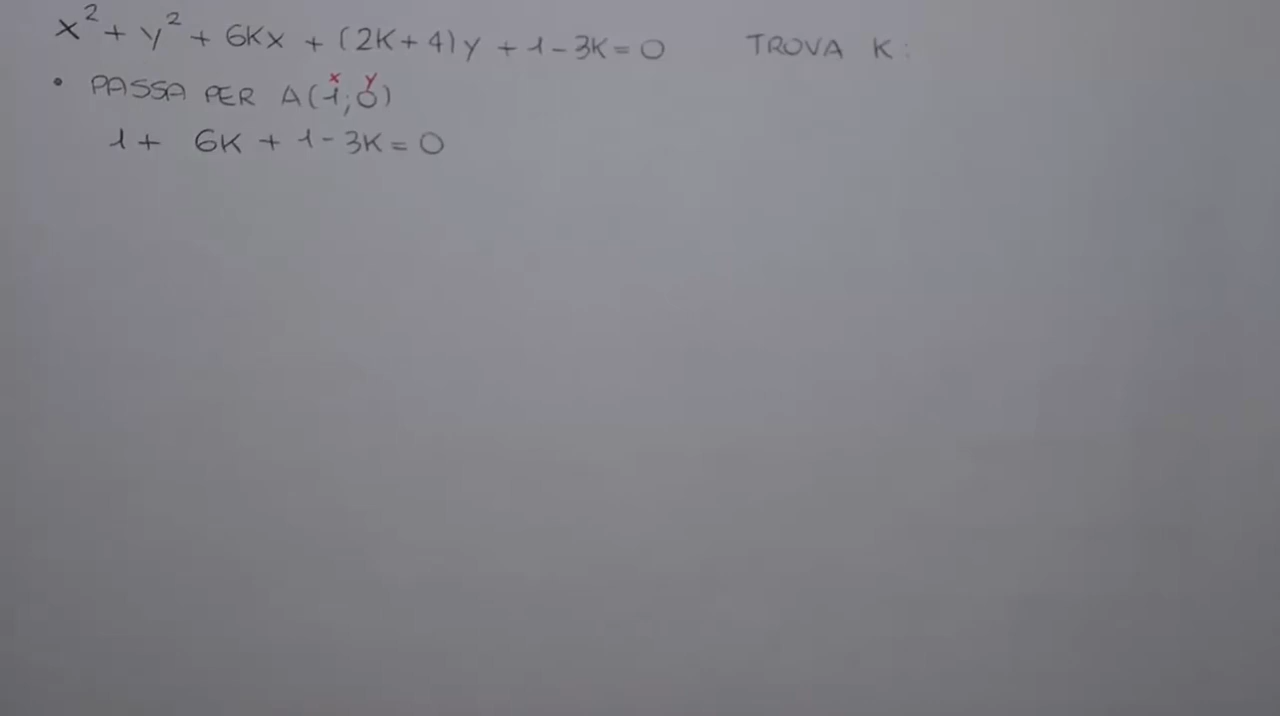 x² + y² + 6Kx + (2K+4)y + 1-3K=0 TROVA K:
• PASSA PER A(1;0)
x y
1+ 6K + 1-3K=0